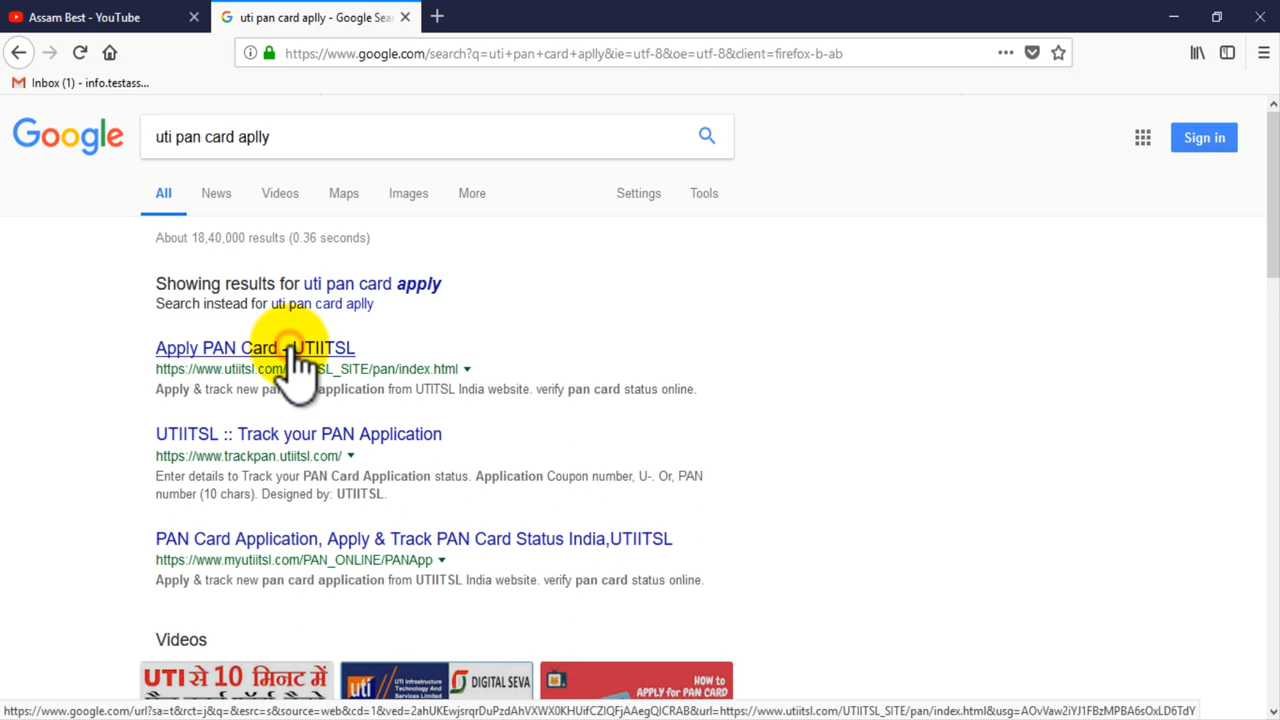 Assam Best - YouTube
uti pan card aplly - Google Sea
https://www.google.com/search?q=uti+pan+card+aplly&ie=utf-8&oe=utf-8&client=firefox-b-ab
Inbox (1) - info.testass...
Google
uti pan card aplly
Sign in
All News Videos Maps Images More Settings Tools
About 18,40,000 results (0.36 seconds)
Showing results for uti pan card apply
Search instead for uti pan card aplly
Apply PAN Card - UTIITSL
https://www.utiitsl.com/ SL_SITE/pan/index.html
Apply & track new pan application from UTIITSL India website. verify pan card status online.
UTIITSL :: Track your PAN Application
https://www.trackpan.utiitsl.com/
Enter details to Track your PAN Card Application status. Application Coupon number, U-. Or, PAN
number (10 chars). Designed by: UTIITSL.
PAN Card Application, Apply & Track PAN Card Status India,UTIITSL
https://www.myutiitsl.com/PAN_ONLINE/PANApp
Apply & track new pan card application from UTIITSL India website. verify pan card status online.
Videos
UTI से 10 मिनट में
uti UTI Infrastructure Technology And Services Limited
DIGITAL SEVA
HOW to
APPLY for PAN CARD
https://www.google.com/url?sa=t&rct=j&q=&esrc=s&source=web&cd=1&ved=2ahUKEwjsrqrDuPzdAhVXWX0KHUifCZIQFjAAegQICRAB&url=https://www.utiitsl.com/UTIITSL_SITE/pan/index.html&usg=AOvVaw2iYJ1FBzMPBA6sOxLD6TdY